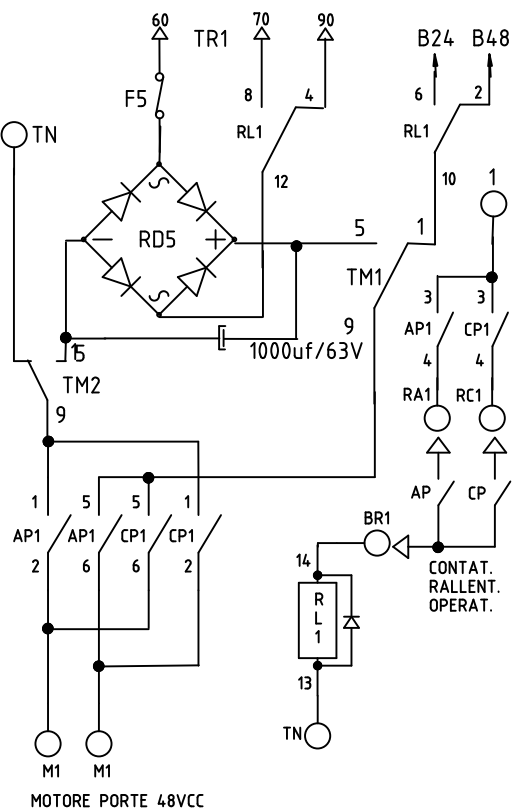 60
TR1
70
90
B24
B48
F5
8
4
6
2
RL1
RL1
TN
12
10
1
RD5
5
1
TM1
3
3
AP1
CP1
9
1
5
1000uf/63V
4
4
TM2
RA1
RC1
9
AP
CP
1
5
5
1
AP1
AP1
CP1
CP1
BR1
2
6
6
2
14
CONTAT.
RALLENT.
OPERAT.
R
L
1
13
TN
M1
M1
MOTORE PORTE 48VCC